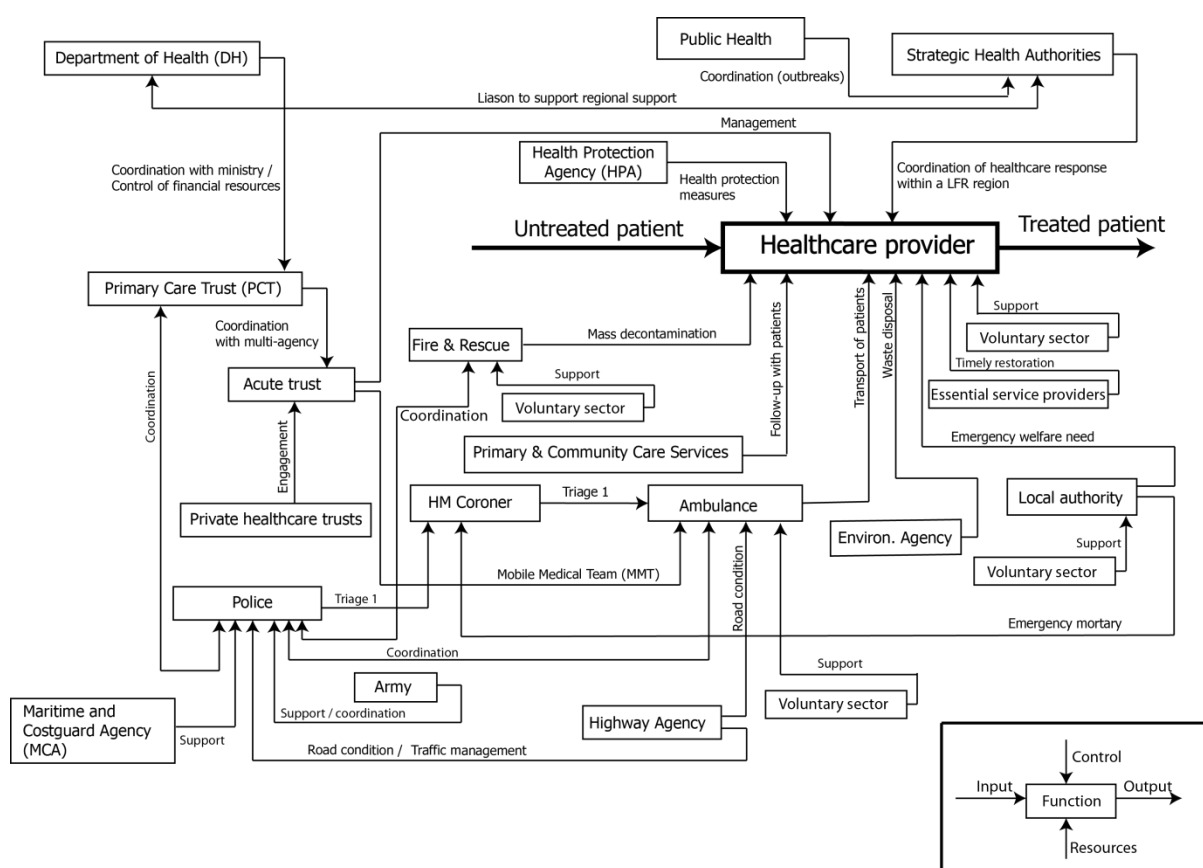 Public Health
Department of Health (DH)
Strategic Health Authorities
Coordination (outbreaks)
Liason to support regional support
Management
Health Protection
Agency (HPA)
Coordination with ministry /
Control of financial resources
Health protection
measures
Coordination of healthcare response
within a LFR region
Untreated patient
Healthcare provider
Treated patient
Primary Care Trust (PCT)
Coordination
with multi-agency
Mass decontamination
Fire & Rescue
Support
Voluntary sector
Follow-up with patients
Transport of patients
Waste disposal
Support
Voluntary sector
Timely restoration
Essential service providers
Acute trust
Coordination
Coordination
Emergency welfare need
Primary & Community Care Services
Engagement
Private healthcare trusts
HM Coroner
Triage 1
Ambulance
Local authority
Environ. Agency
Support
Voluntary sector
Mobile Medical Team (MMT)
Road condition
Police
Triage 1
Emergency mortary
Coordination
Support
Voluntary sector
Army
Support / coordination
Highway Agency
Maritime and
Costguard Agency
(MCA)
Support
Road condition / Traffic management
Control
Input
Function
Output
Resources